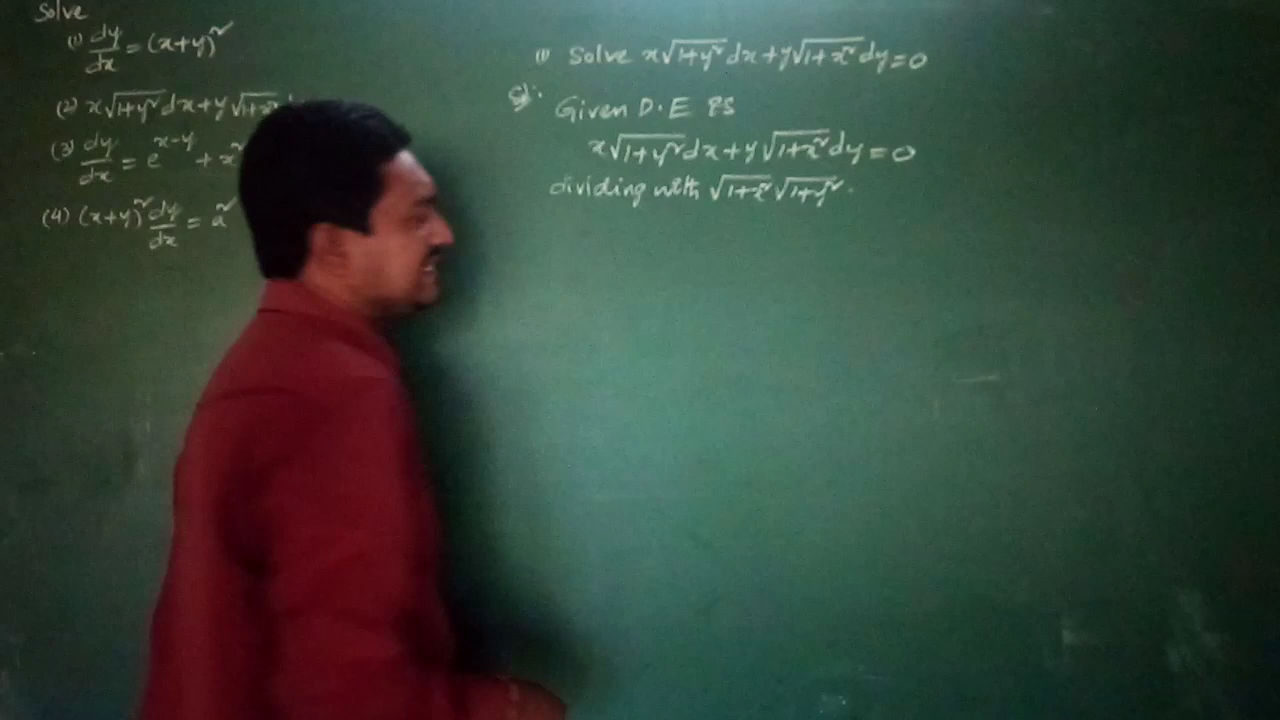 Solve
(1) dy/dx = (x+y)²
(2) x√1+y² dx + y√1+x²
(3) dy/dx = e^x-y + x²
(4) (x+y)² dy/dx = a²
(1) Solve x√1+y² dx + y√1+x² dy = 0
Sol:
Given D.E is
x√1+y² dx + y√1+x² dy = 0
dividing with √1+x² √1+y² .